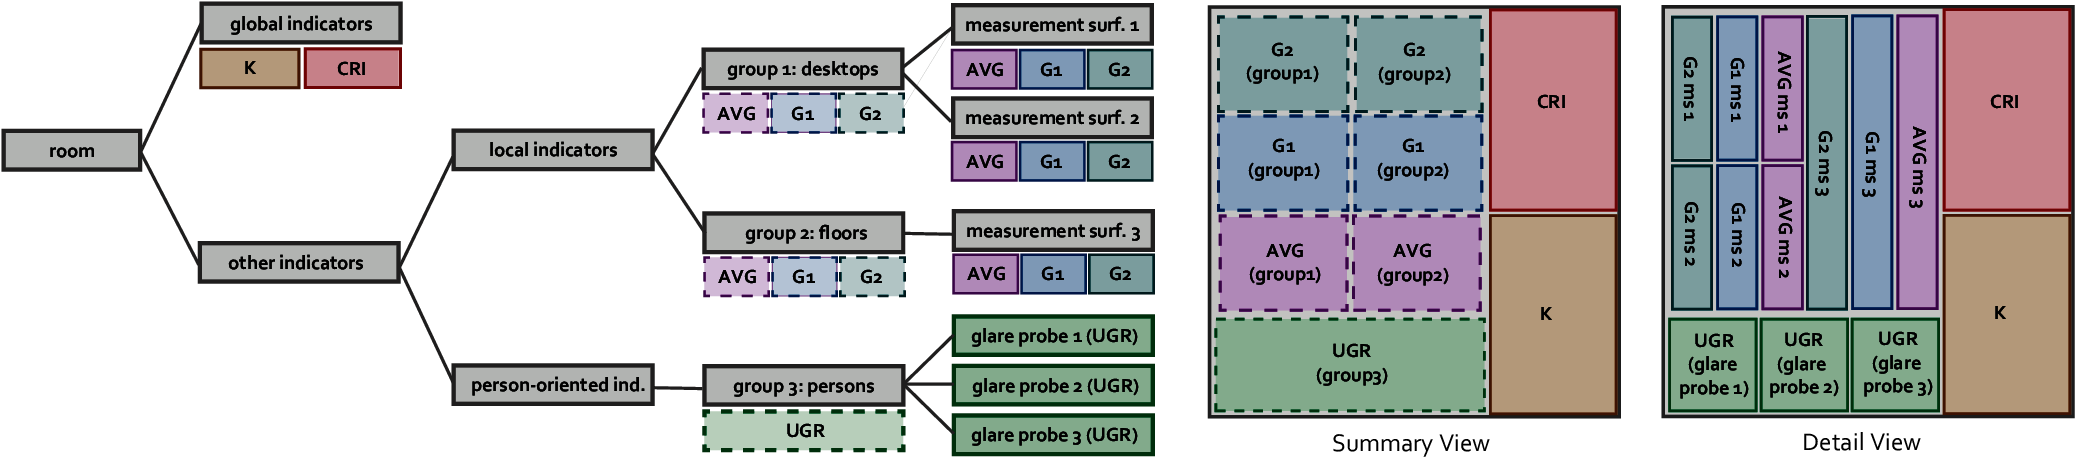 global indicators
K CRI
room
other indicators
local indicators
person-oriented ind.
group 1: desktops
AVG G1 G2
group 2: floors
AVG G1 G2
group 3: persons
UGR
measurement surf. 1
AVG G1 G2
measurement surf. 2
AVG G1 G2
measurement surf. 3
AVG G1 G2
glare probe 1 (UGR)
glare probe 2 (UGR)
glare probe 3 (UGR)
G2
(group1)
G2
(group2)
G1
(group1)
G1
(group2)
AVG
(group1)
AVG
(group2)
UGR
(group3)
CRI
K
Summary View
G2 ms 1
G1 ms 1
AVG ms 1
G2 ms 2
G1 ms 2
AVG ms 2
G2 ms 3
G1 ms 3
AVG ms 3
UGR
(glare
probe 1)
UGR
(glare
probe 2)
UGR
(glare
probe 3)
CRI
K
Detail View